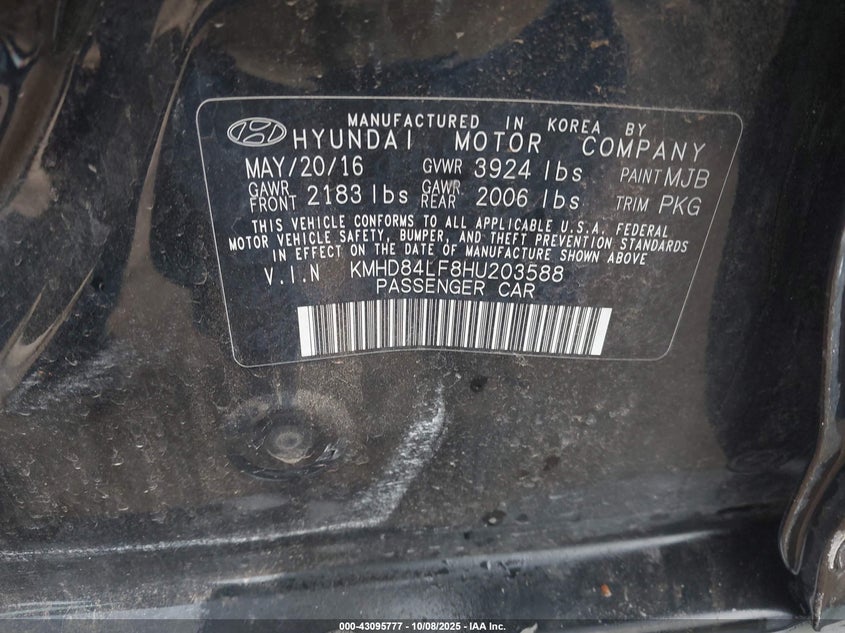 MANUFACTURED IN KOREA BY
HYUNDAI MOTOR COMPANY
MAY/20/16 GVWR 3924 lbs PAINT MJB
GAWR FRONT 2183 lbs GAWR REAR 2006 lbs TRIM PKG
THIS VEHICLE CONFORMS TO ALL APPLICABLE U.S.A. FEDERAL
MOTOR VEHICLE SAFETY, BUMPER, AND THEFT PREVENTION STANDARDS
IN EFFECT ON THE DATE OF MANUFACTURE SHOWN ABOVE.
V.I.N KMHD84LF8HU203588
PASSENGER CAR
000-43095777 - 10/08/2025 - IAA Inc.